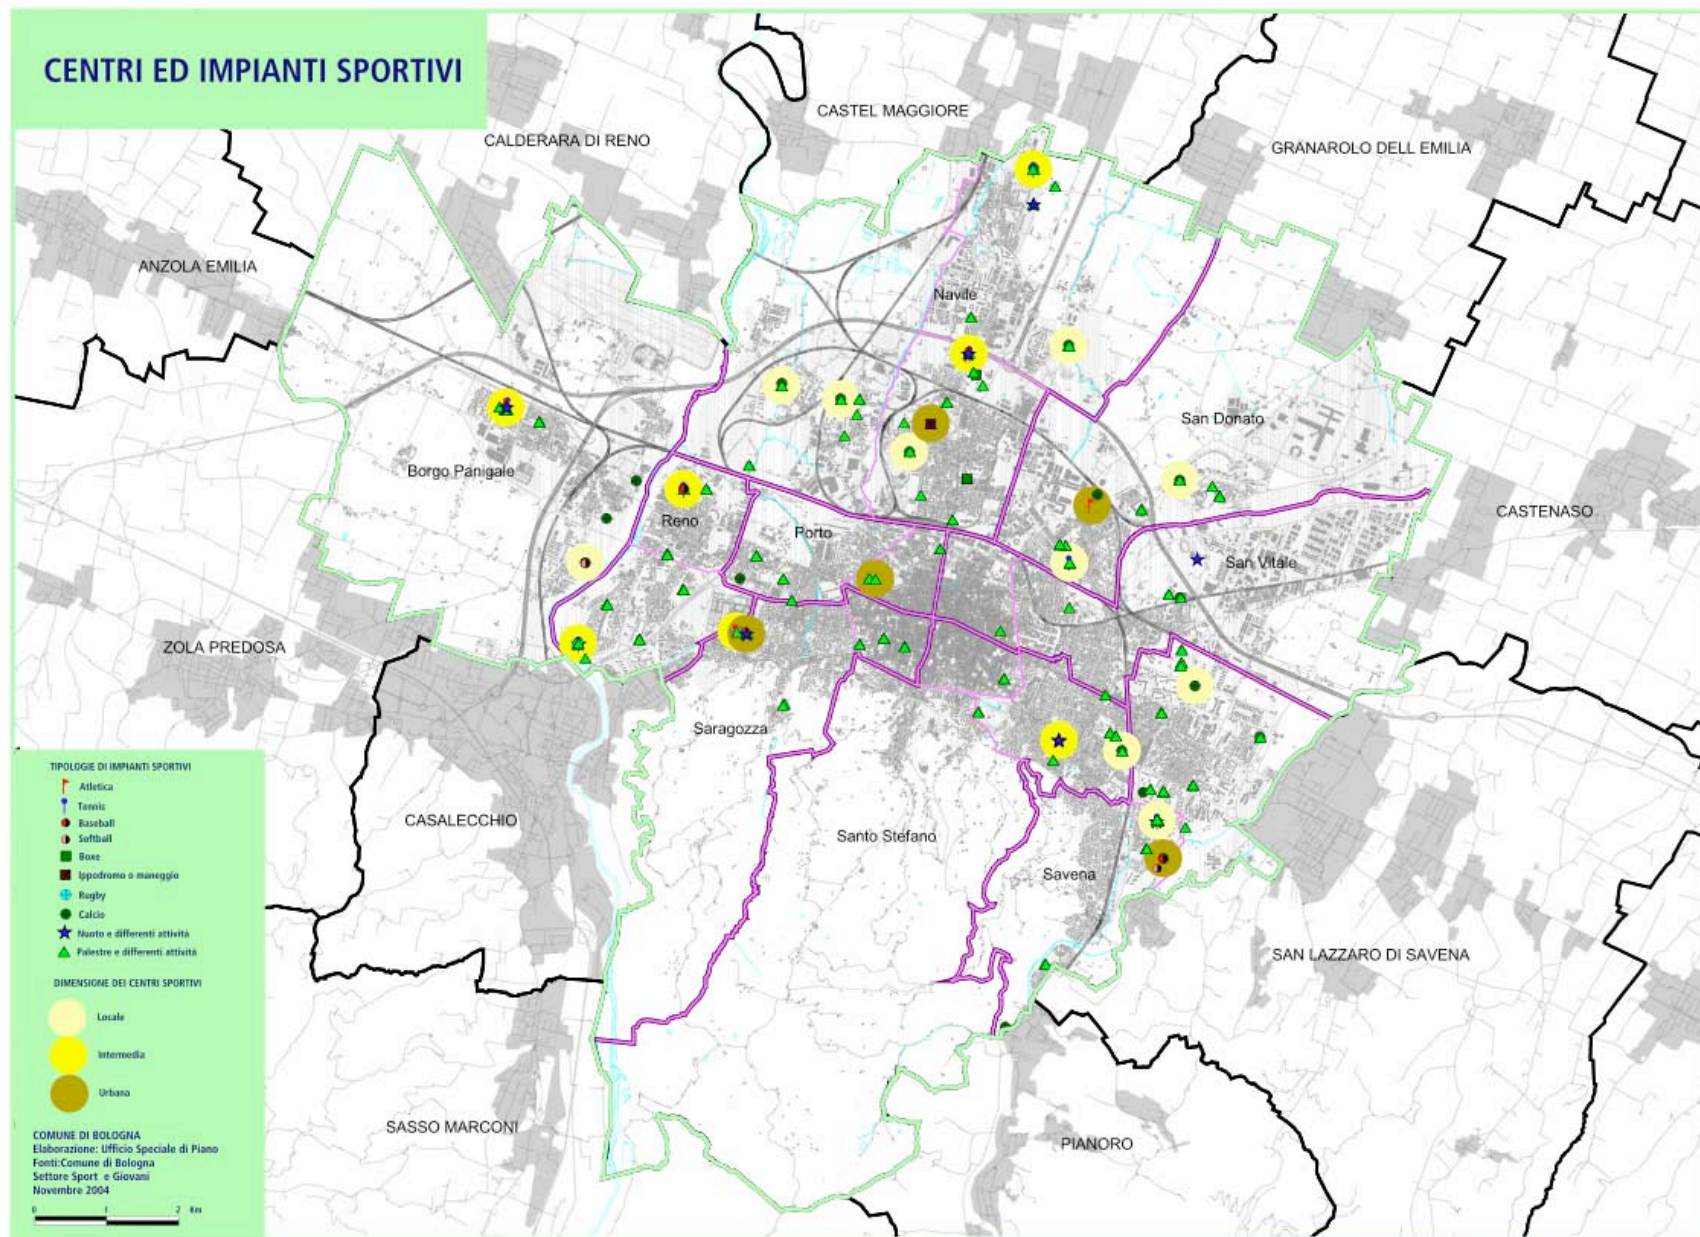 CENTRI ED IMPIANTI SPORTIVI
CASTEL MAGGIORE
CALDERARA DI RENO
GRANAROLO DELL EMILIA
ANZOLA EMILIA
Navile
San Donato
Borgo Panigale
CASTENASO
Reno
Porto
San Vitale
ZOLA PREDOSA
Saragozza
CASALECCHIO
Santo Stefano
Savena
SAN LAZZARO DI SAVENA
SASSO MARCONI
PIANORO
TIPOLOGIE DI IMPIANTI SPORTIVI
Atletica
Tennis
Baseball
Softball
Boxe
Ippodromo o maneggio
Rugby
Calcio
Nuoto e differenti attività
Palestre e differenti attività
DIMENSIONE DEI CENTRI SPORTIVI
Locale
Intermedia
Urbana
COMUNE DI BOLOGNA
Elaborazione: Ufficio Speciale di Piano
Fonti:Comune di Bologna
Settore Sport e Giovani
Novembre 2004
0 1 2 Km